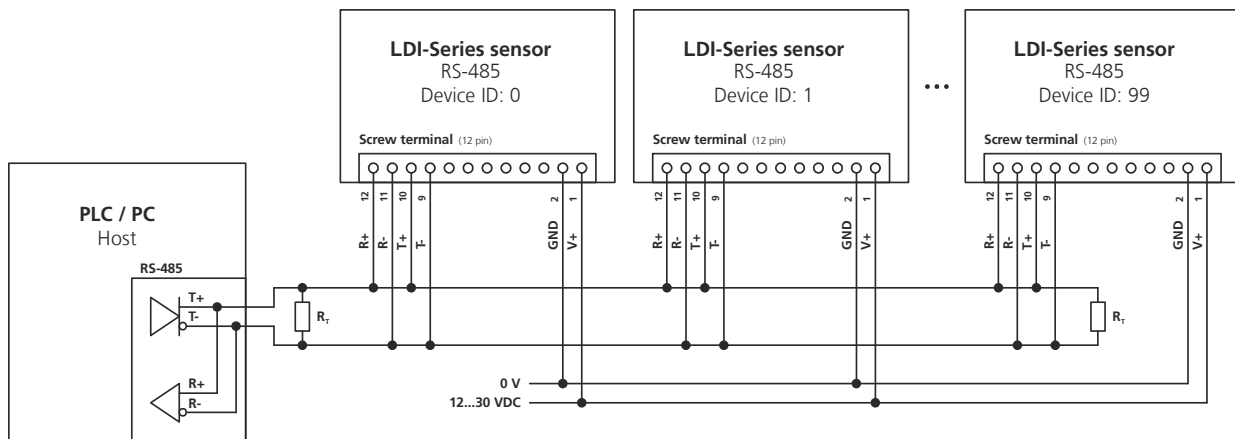 LDI-Series sensor
RS-485
Device ID: 0
Screw terminal (12 pin)
12 11 10 9 2 1
R+ R- T+ T- GND V+
LDI-Series sensor
RS-485
Device ID: 1
Screw terminal (12 pin)
12 11 10 9 2 1
R+ R- T+ T- GND V+
...
LDI-Series sensor
RS-485
Device ID: 99
Screw terminal (12 pin)
12 11 10 9 2 1
R+ R- T+ T- GND V+
PLC / PC
Host
RS-485
T+
T-
R+
R-
RT
RT
0 V
12...30 VDC